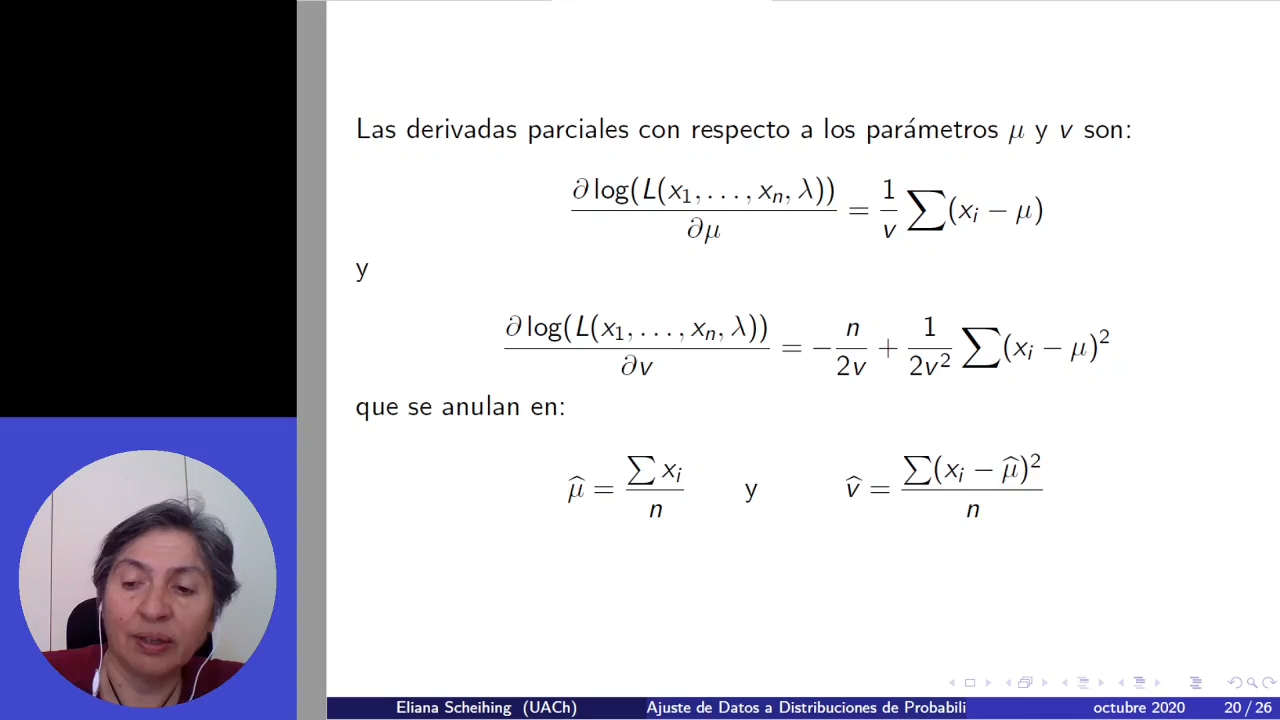 Las derivadas parciales con respecto a los parámetros μ y v son:
∂ log(L(x₁, . . . , xₙ, λ)) / ∂μ = 1/v ∑(xᵢ − μ)
y
∂ log(L(x₁, . . . , xₙ, λ)) / ∂v = − n/2v + 1/2v² ∑(xᵢ − μ)²
que se anulan en:
μ̂ = ∑ xᵢ / n y v̂ = ∑(xᵢ − μ̂)² / n
Eliana Scheihing (UACh) Ajuste de Datos a Distribuciones de Probabili octubre 2020 20 / 26